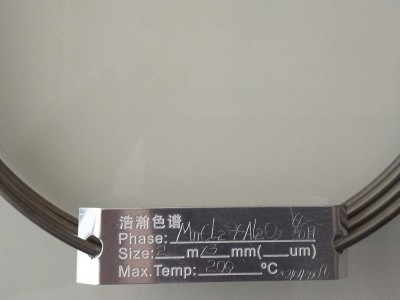 浩瀚色谱
Phase: MnCl2+Al2O3
Size: 2 m ×3 mm( um)
Max.Temp: 200 °C